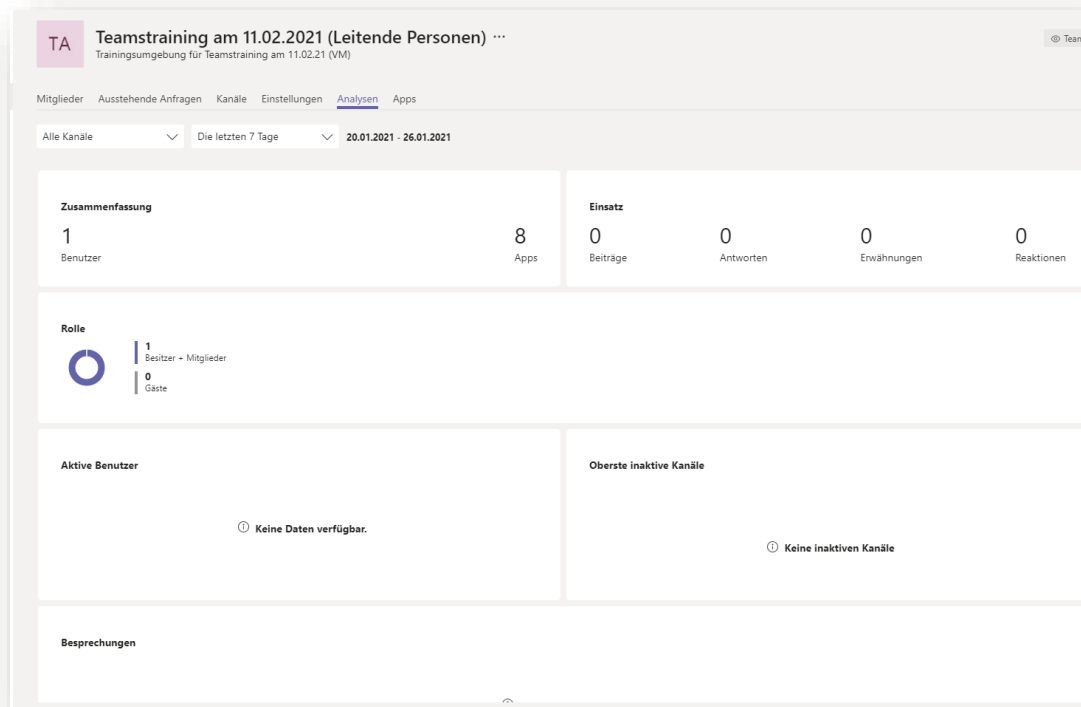 TA
Teamstraining am 11.02.2021 (Leitende Personen) ...
Trainingsumgebung für Teamstraining am 11.02.21 (VM)
Mitglieder Ausstehende Anfragen Kanäle Einstellungen Analysen Apps
Alle Kanäle Die letzten 7 Tage 20.01.2021 - 26.01.2021
Zusammenfassung
1
Benutzer
8
Apps
Einsatz
0
Beiträge
0
Antworten
0
Erwähnungen
0
Reaktionen
Rolle
1
Besitzer + Mitglieder
0
Gäste
Aktive Benutzer
Keine Daten verfügbar.
Oberste inaktive Kanäle
Keine inaktiven Kanäle
Besprechungen